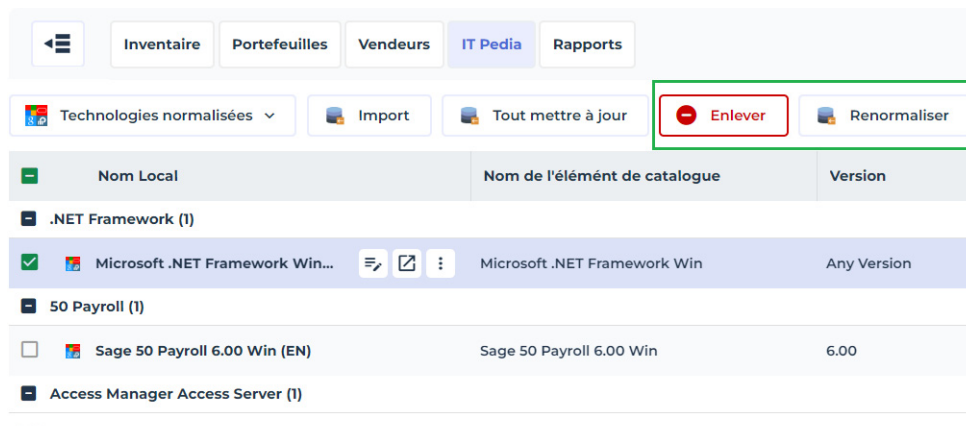 Inventaire Portefeuilles Vendeurs IT Pedia Rapports
Technologies normalisées Import Tout mettre à jour Enlever Renormaliser
Nom Local Nom de l'élémént de catalogue Version
.NET Framework (1)
Microsoft .NET Framework Win... Microsoft .NET Framework Win Any Version
50 Payroll (1)
Sage 50 Payroll 6.00 Win (EN) Sage 50 Payroll 6.00 Win 6.00
Access Manager Access Server (1)